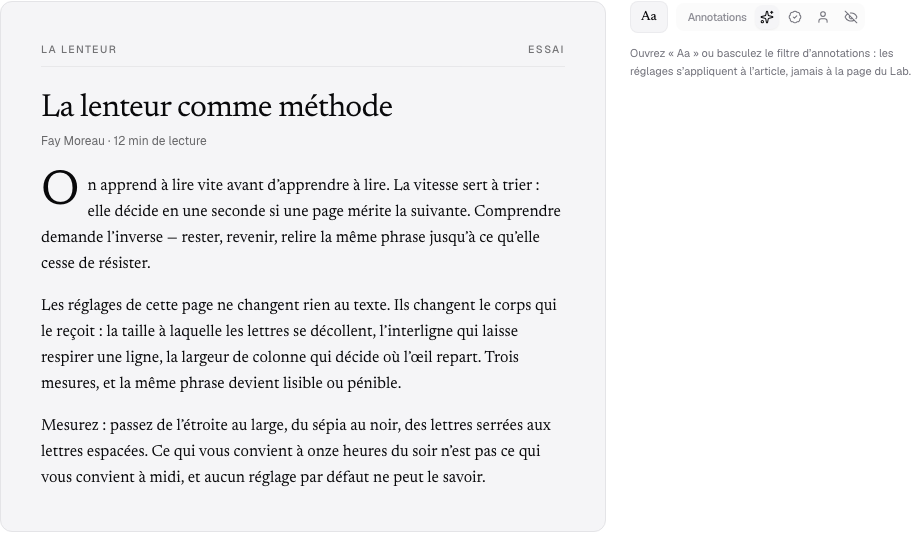 LA LENTEUR
ESSAI
La lenteur comme méthode
Fay Moreau · 12 min de lecture
On apprend à lire vite avant d’apprendre à lire. La vitesse sert à trier :
elle décide en une seconde si une page mérite la suivante. Comprendre
demande l’inverse — rester, revenir, relire la même phrase jusqu’à ce qu’elle
cesse de résister.
Les réglages de cette page ne changent rien au texte. Ils changent le corps qui
le reçoit : la taille à laquelle les lettres se décollent, l’interligne qui laisse
respirer une ligne, la largeur de colonne qui décide où l’œil repart. Trois
mesures, et la même phrase devient lisible ou pénible.
Mesurez : passez de l’étroite au large, du sépia au noir, des lettres serrées aux
lettres espacées. Ce qui vous convient à onze heures du soir n’est pas ce qui
vous convient à midi, et aucun réglage par défaut ne peut le savoir.
Aa
Annotations
Ouvrez « Aa » ou basculez le filtre d’annotations : les
réglages s’appliquent à l’article, jamais à la page du Lab.